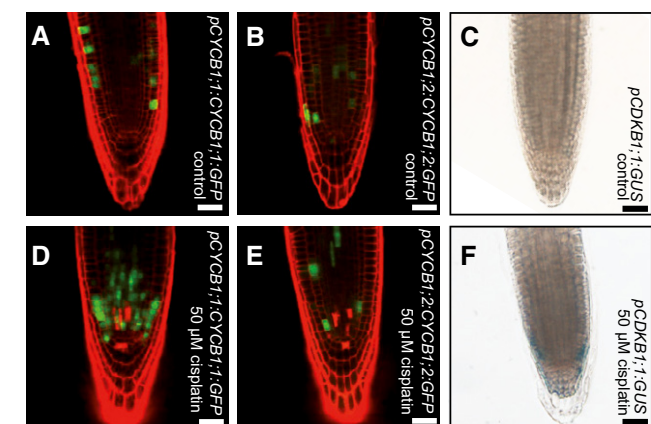 A
pCYCB1;1:CYCB1;1:GFP
control
B
pCYCB1;2:CYCB1;2:GFP
control
C
pCDKB1;1:GUS
control
D
pCYCB1;1:CYCB1;1:GFP
50 µM cisplatin
E
pCYCB1;2:CYCB1;2:GFP
50 µM cisplatin
F
pCDKB1;1:GUS
50 µM cisplatin